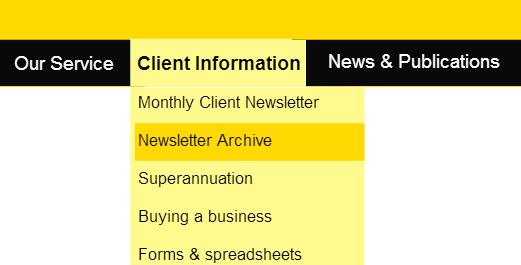 Our Service
Client Information
News & Publications
Monthly Client Newsletter
Newsletter Archive
Superannuation
Buying a business
Forms & spreadsheets